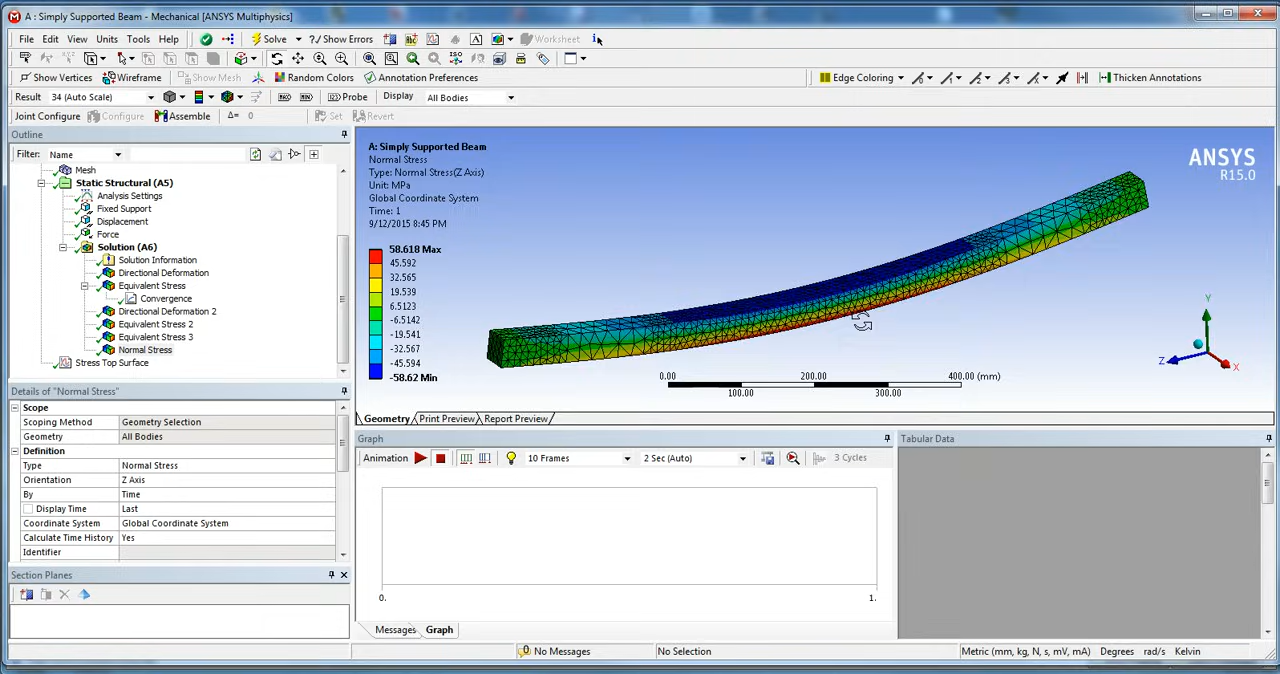 A : Simply Supported Beam - Mechanical [ANSYS Multiphysics]
File Edit View Units Tools Help Solve ?/ Show Errors Worksheet
Show Vertices Wireframe Show Mesh Random Colors Annotation Preferences Edge Coloring Thicken Annotations
Result 34 (Auto Scale) Probe Display All Bodies
Joint Configure Configure Assemble Δ= 0 Set Revert
Outline
Filter: Name
Mesh
Static Structural (A5)
Analysis Settings
Fixed Support
Displacement
Force
Solution (A6)
Solution Information
Directional Deformation
Equivalent Stress
Convergence
Directional Deformation 2
Equivalent Stress 2
Equivalent Stress 3
Normal Stress
Stress Top Surface
Details of "Normal Stress"
Scope
Scoping Method Geometry Selection
Geometry All Bodies
Definition
Type Normal Stress
Orientation Z Axis
By Time
Display Time Last
Coordinate System Global Coordinate System
Calculate Time History Yes
Identifier
Section Planes
A: Simply Supported Beam
Normal Stress
Type: Normal Stress(Z Axis)
Unit: MPa
Global Coordinate System
Time: 1
9/12/2015 8:45 PM
58.618 Max
45.592
32.565
19.539
6.5123
-6.5142
-19.541
-32.567
-45.594
-58.62 Min
ANSYS
R15.0
Y
Z
X
0.00 200.00 400.00 (mm)
100.00 300.00
Geometry Print Preview Report Preview
Graph
Animation 10 Frames 2 Sec (Auto) 3 Cycles
0. 1.
Messages Graph
Tabular Data
0 No Messages No Selection Metric (mm, kg, N, s, mV, mA) Degrees rad/s Kelvin